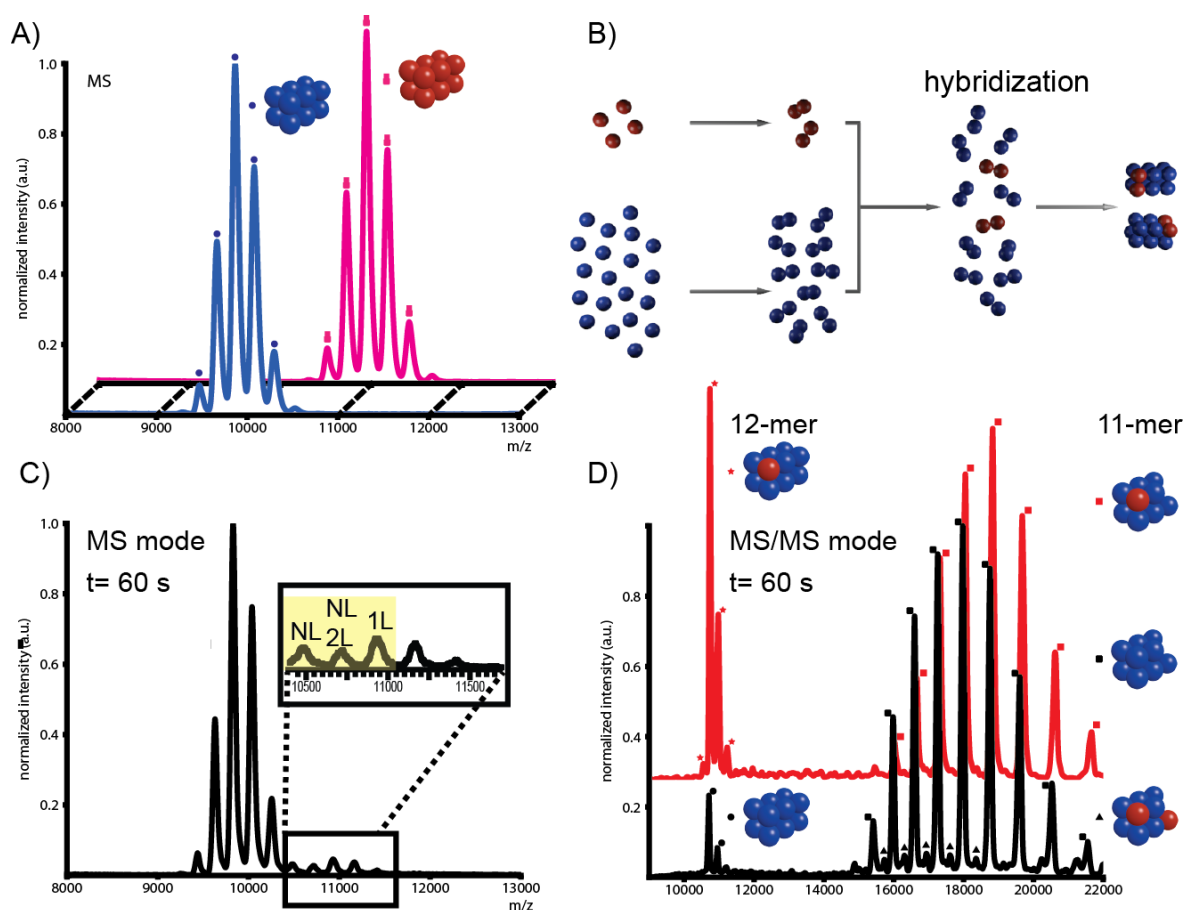 A)
MS
normalized intensity (a.u.)
1.0
0.8
0.6
0.4
0.2
8000 9000 10000 11000 12000 13000
m/z
B)
hybridization
C)
MS mode
t= 60 s
normalized intensity (a.u.)
1.0
0.8
0.6
0.4
0.2
NL
NL 2L 1L
10500 11000 11500
8000 9000 10000 11000 12000 13000
m/z
D)
12-mer
11-mer
MS/MS mode
t= 60 s
normalized intensity (a.u.)
0.8
0.6
0.4
0.2
10000 12000 14000 16000 18000 20000 22000